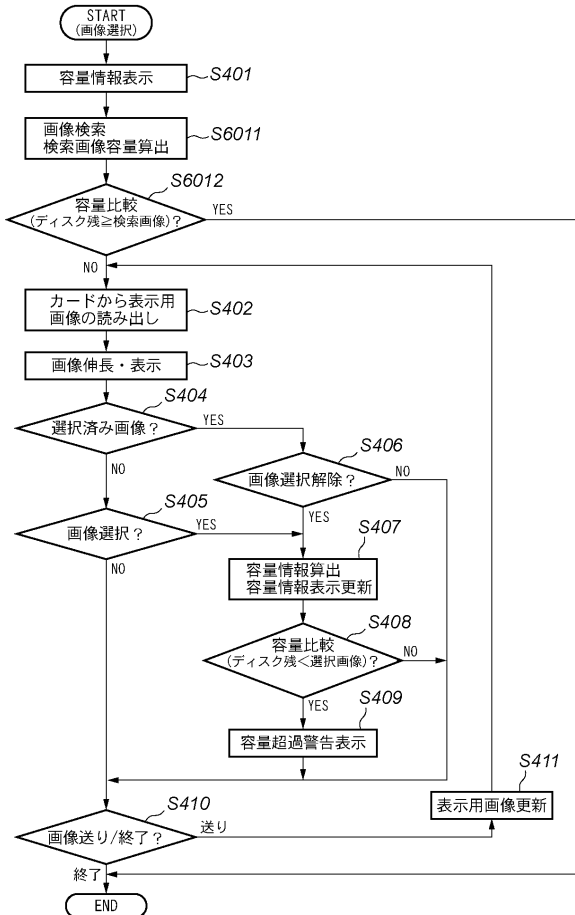 START
(画像選択)
容量情報表示
S401
画像検索
検索画像容量算出
S6011
容量比較
(ディスク残≧検索画像)?
S6012
YES
NO
カードから表示用
画像の読み出し
S402
画像伸長・表示
S403
選択済み画像?
S404
YES
NO
画像選択解除?
S406
NO
YES
画像選択?
S405
YES
NO
容量情報算出
容量情報表示更新
S407
容量比較
(ディスク残<選択画像)?
S408
NO
YES
容量超過警告表示
S409
画像送り/終了?
S410
送り
表示用画像更新
S411
終了
END